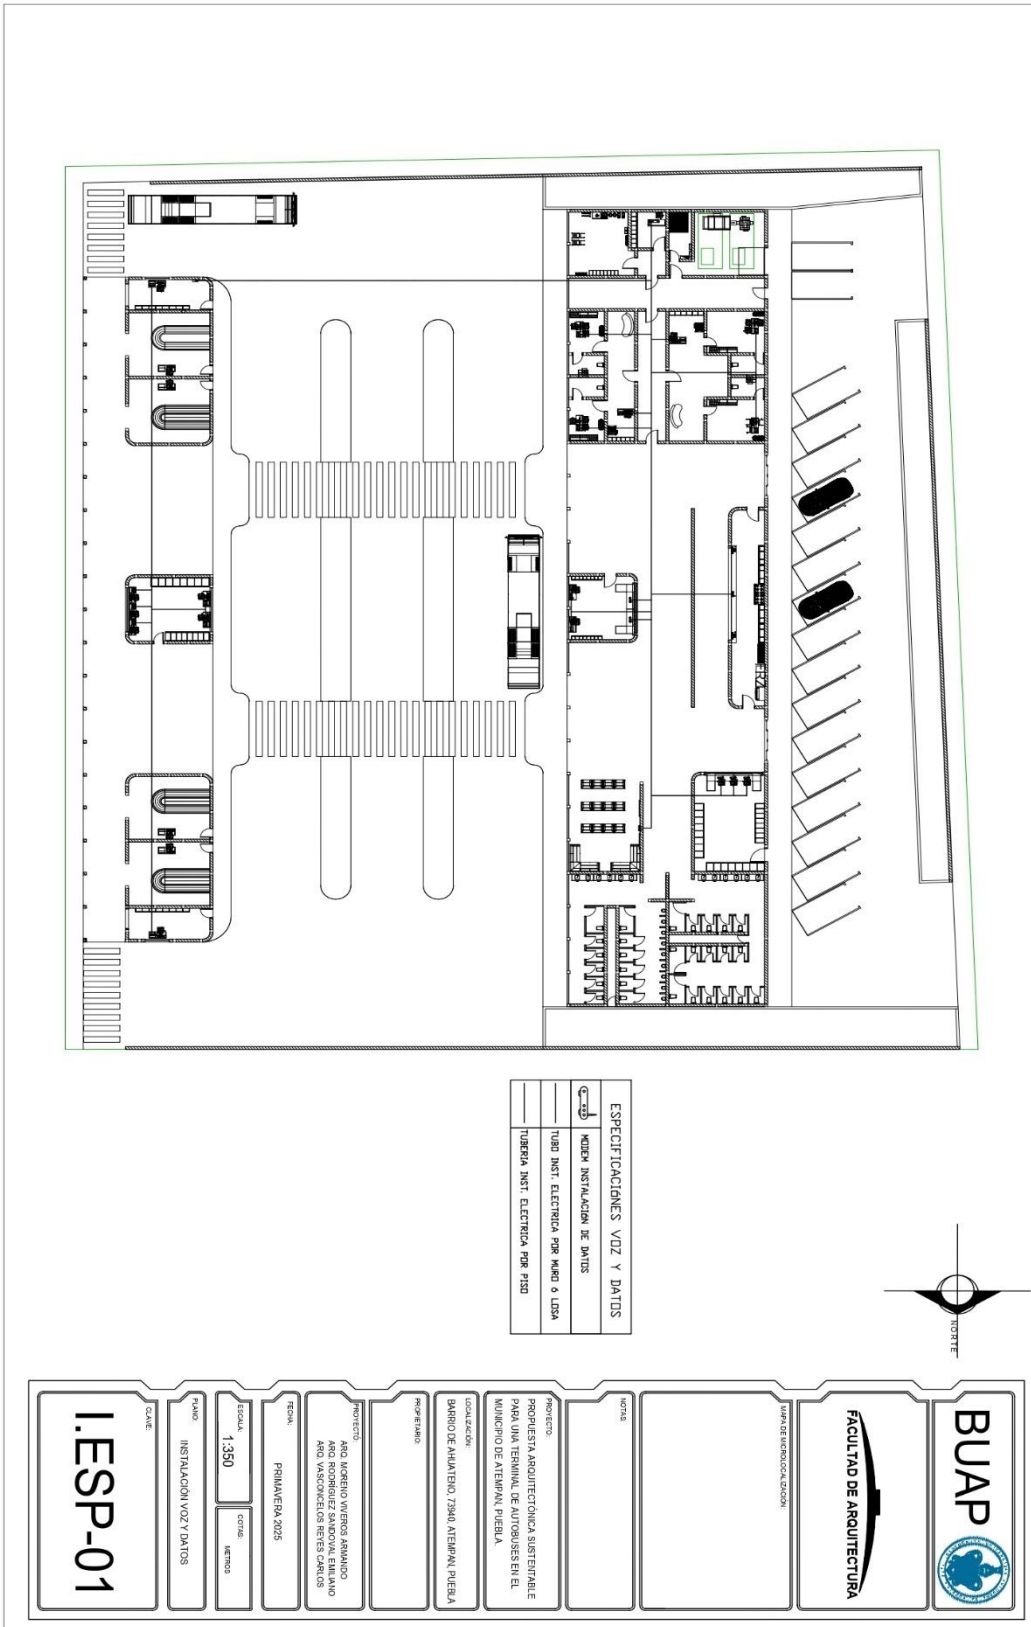 ESPECIFICACIÓNES VOZ Y DATOS
MODEM INSTALACIÓN DE DATOS
TUBO INST. ELECTRICA POR MURO ó LOSA
TUBERIA INST. ELECTRICA POR PISO
NORTE
BUAP
FACULTAD DE ARQUITECTURA
MAPA DE MICROLOCALIZACIÓN:
NOTAS:
PROYECTO:
PROPUESTA ARQUITECTÓNICA SUSTENTABLE
PARA UNA TERMINAL DE AUTOBUSES EN EL
MUNICIPIO DE ATEMPAN, PUEBLA.
LOCALIZACIÓN:
BARRIO DE AHUATENO, 73940, ATEMPAN, PUEBLA
PROPIETARIO:
PROYECTO:
ARQ. MORENO VIVEROS ARMANDO
ARQ. RODRÍGUEZ SANDOVAL EMILIANO
ARQ. VASCONCELOS REYES CARLOS
FECHA:
PRIMAVERA 2025
ESCALA:
1:350
COTAS:
METROS
PLANO:
INSTALACIÓN VOZ Y DATOS
CLAVE:
I.ESP-01